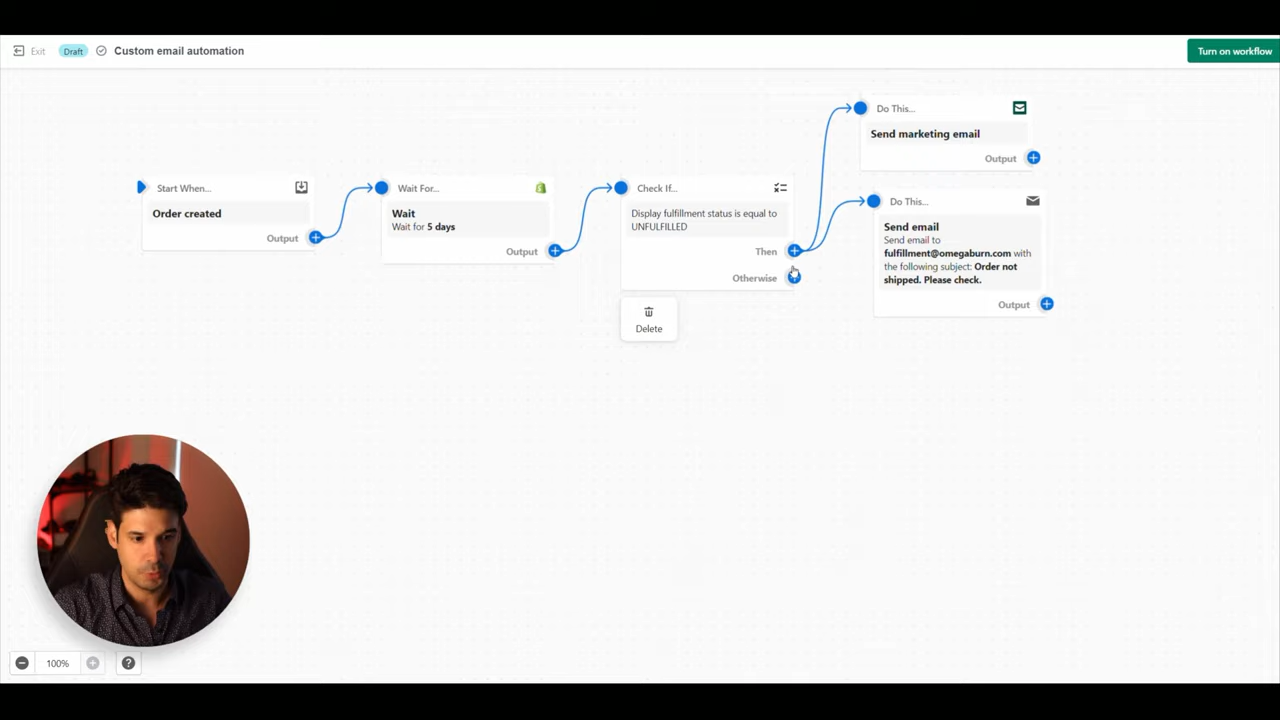 Exit
Draft
Custom email automation
Turn on workflow
Do This...
Send marketing email
Output
Start When...
Order created
Output
Wait For...
Wait
Wait for 5 days
Output
Check If...
Display fulfillment status is equal to
UNFULFILLED
Then
Otherwise
Delete
Do This...
Send email
Send email to
fulfillment@omegaburn.com with
the following subject: Order not
shipped. Please check.
Output
100%